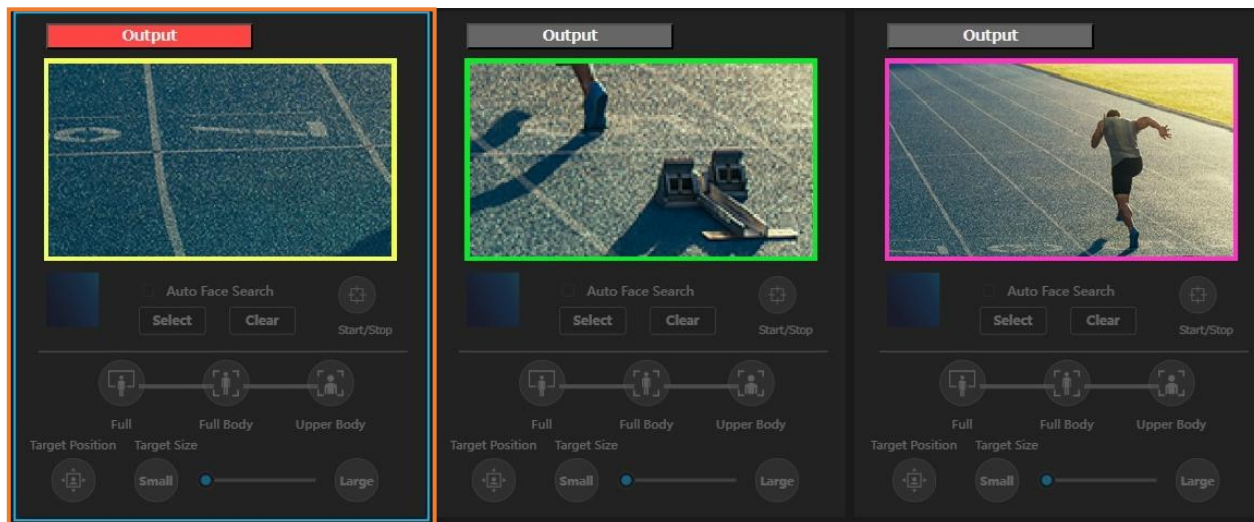 Output
Auto Face Search
Select Clear
Start/Stop
Full Full Body Upper Body
Target Position Target Size
Small Large
Output
Auto Face Search
Select Clear
Start/Stop
Full Full Body Upper Body
Target Position Target Size
Small Large
Output
Auto Face Search
Select Clear
Start/Stop
Full Full Body Upper Body
Target Position Target Size
Small Large